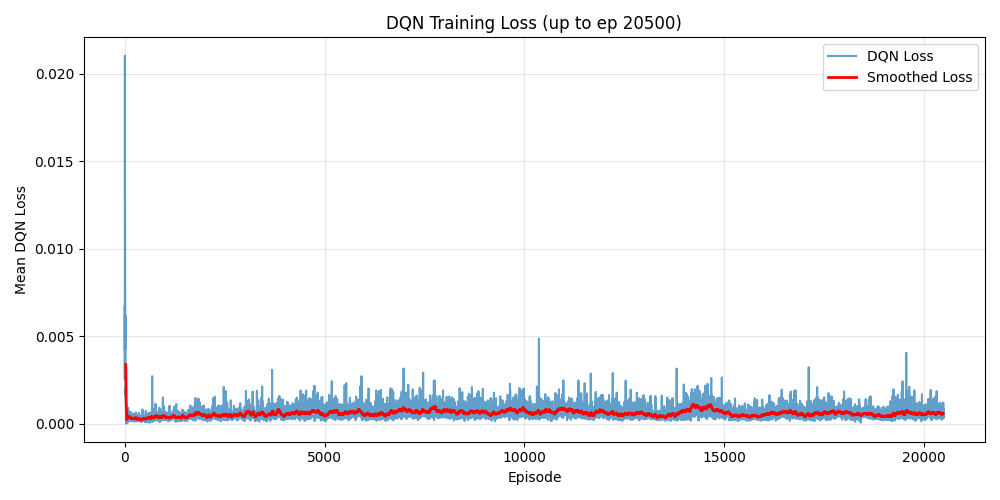 DQN Training Loss (up to ep 20500)
DQN Loss
Smoothed Loss
Mean DQN Loss
0.020
0.015
0.010
0.005
0.000
0
5000
10000
15000
20000
Episode